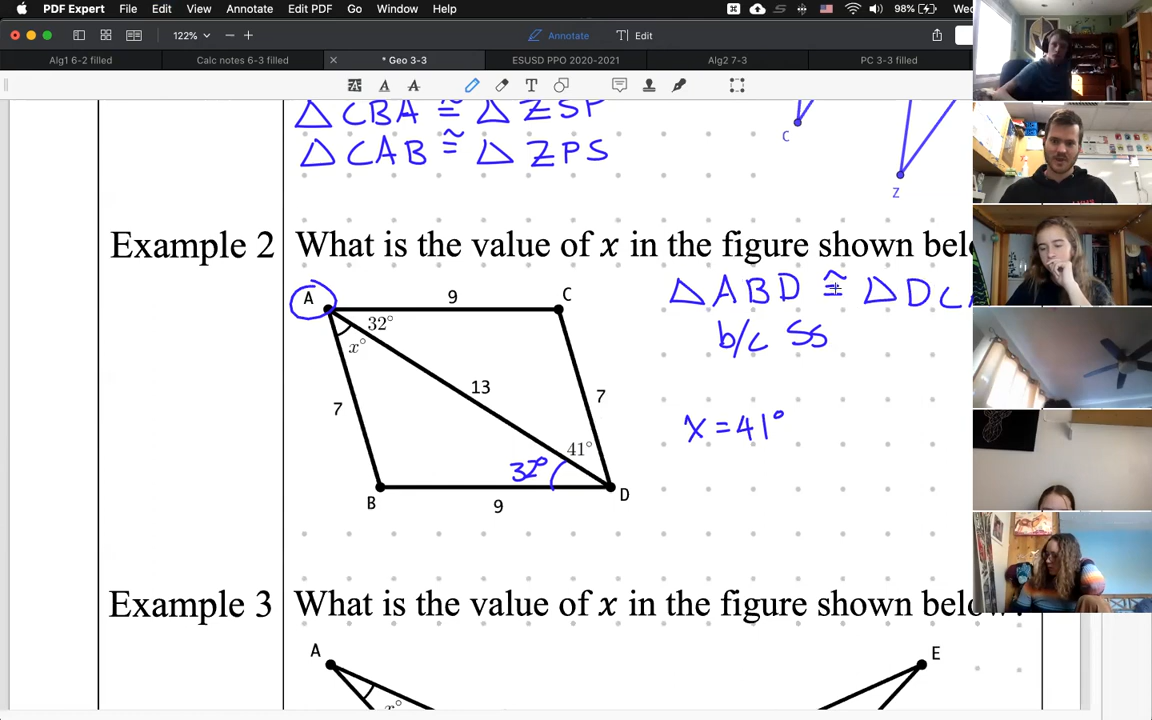 PDF Expert File Edit View Annotate Edit PDF Go Window Help 98% Wed
122% Annotate Edit
Alg1 6-2 filled Calc notes 6-3 filled * Geo 3-3 ESUSD PPO 2020-2021 Alg2 7-3 PC 3-3 filled
△CBA ≅ △ZSP
△CAB ≅ △ZPS
C
Z
Example 2 What is the value of x in the figure shown
A 9 C
32°
x°
13
7
7
41°
32°
B
9
D
△ABD ≅ △DC
b/c Ss
x = 41°
Example 3 What is the value of x in the figure shown below?
A
E
x°